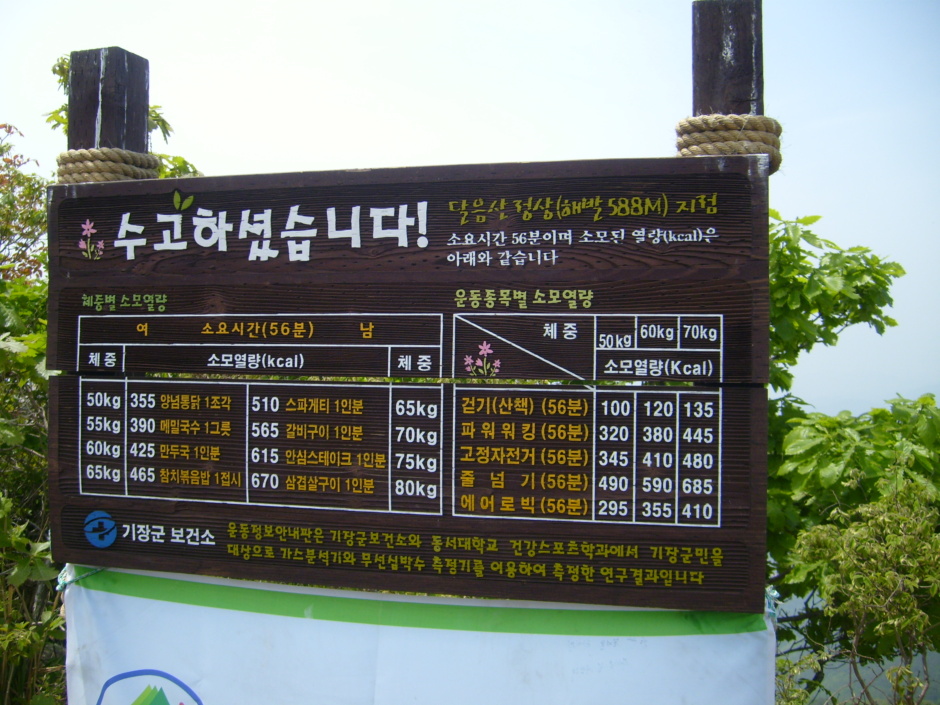 수고하셨습니다!
달음산 정상(해발 588M) 지점
소요시간 56분이며 소모된 열량(kcal)은
아래와 같습니다
체중별 소모열량
여 소요시간(56분) 남
체 중 소모열량(kcal) 체 중
50kg 355 양념통닭 1조각 510 스파게티 1인분 65kg
55kg 390 메밀국수 1그릇 565 갈비구이 1인분 70kg
60kg 425 만두국 1인분 615 안심스테이크 1인분 75kg
65kg 465 참치볶음밥 1접시 670 삼겹살구이 1인분 80kg
운동종목별 소모열량
체 중 50kg 60kg 70kg
소모열량(Kcal)
걷기(산책) (56분) 100 120 135
파워워킹 (56분) 320 380 445
고정자전거 (56분) 345 410 480
줄 넘 기 (56분) 490 590 685
에어로빅 (56분) 295 355 410
기장군 보건소
운동정보안내판은 기장군보건소와 동서대학교 건강스포츠학과에서 기장군민을
대상으로 가스분석기와 무선심박수 측정기를 이용하여 측정한 연구결과입니다